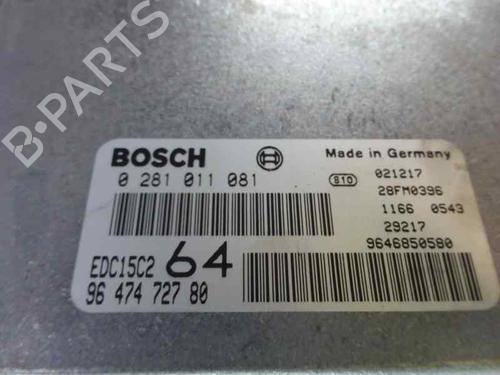 B-PARTS
BOSCH
Made in Germany
0 281 011 081
810
021217
28FM0396
1166 0543
29217
9646850580
EDC15C2 64
96 474 727 80